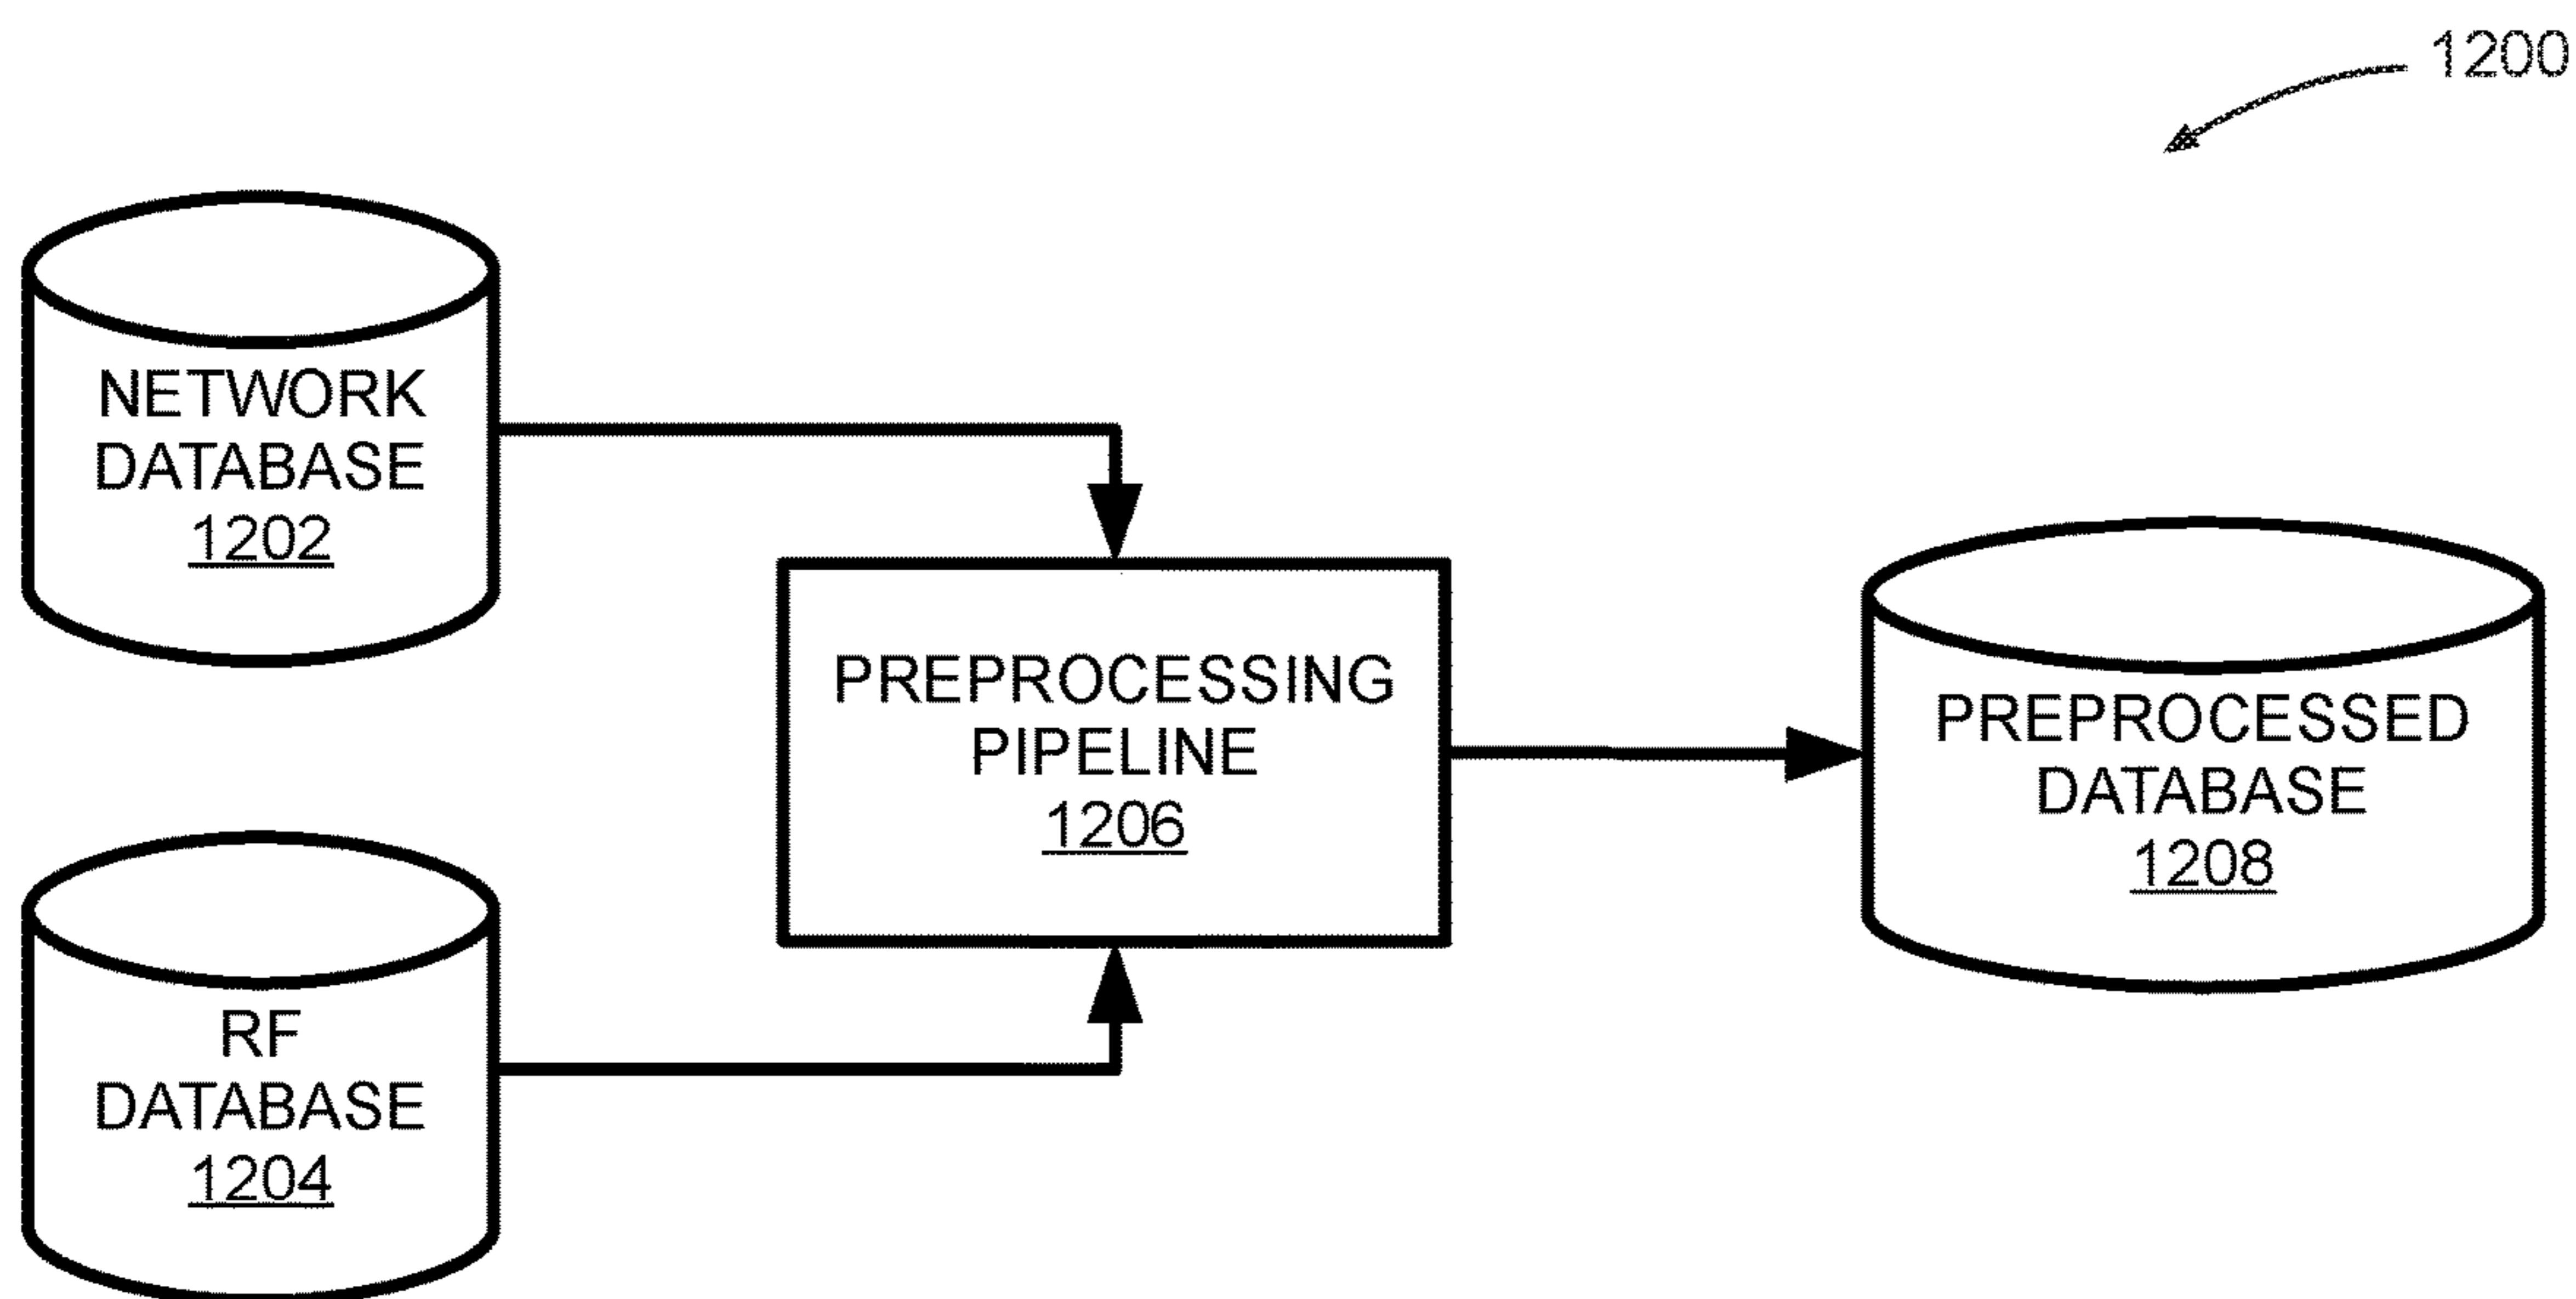 1200
NETWORK
DATABASE
1202
PREPROCESSING
PIPELINE
1206
PREPROCESSED
DATABASE
1208
RF
DATABASE
1204